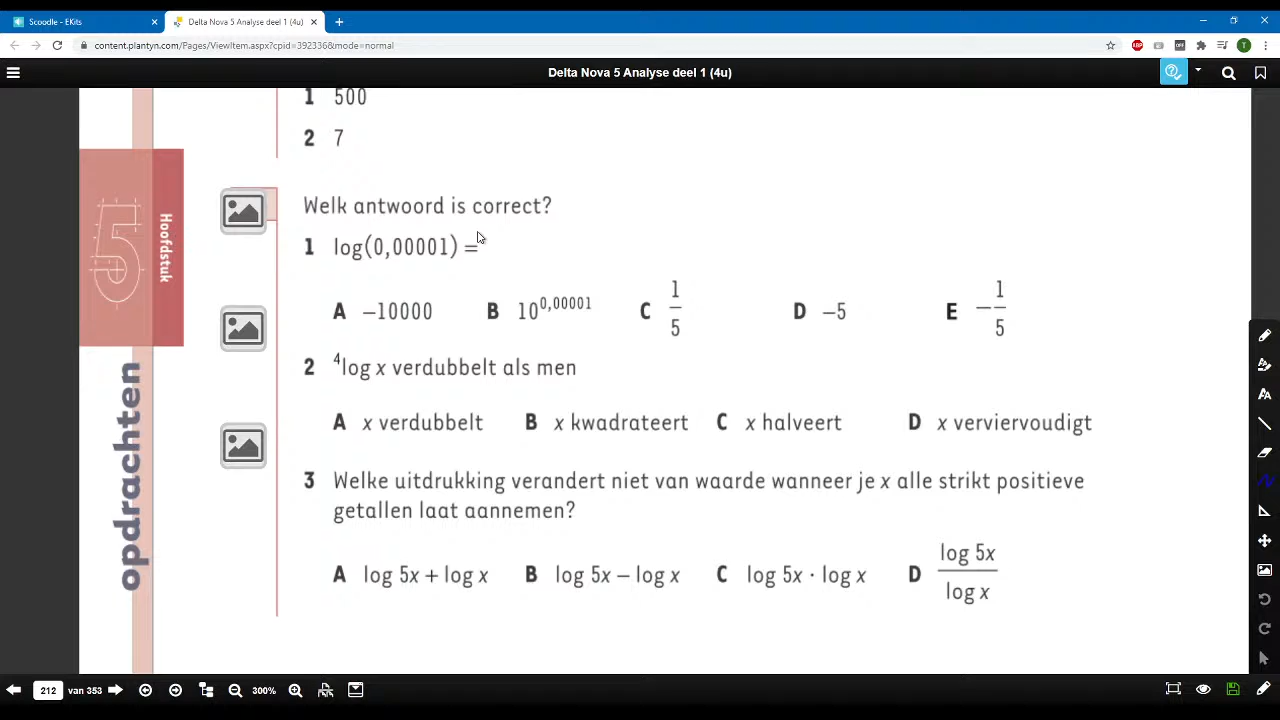 Scoodle - EKits
Delta Nova 5 Analyse deel 1 (4u)
content.plantyn.com/Pages/ViewItem.aspx?cpid=392336&mode=normal
Delta Nova 5 Analyse deel 1 (4u)
1 500
2 7
5
Hoofdstuk
opdrachten
Welk antwoord is correct?
1 log(0,00001) =
A −10000 B 10^0,00001 C 1/5 D −5 E −1/5
2 ⁴log x verdubbelt als men
A x verdubbelt B x kwadrateert C x halveert D x verviervoudigt
3 Welke uitdrukking verandert niet van waarde wanneer je x alle strikt positieve
getallen laat aannemen?
A log 5x + log x B log 5x − log x C log 5x · log x D log 5x / log x
212 van 353 300%